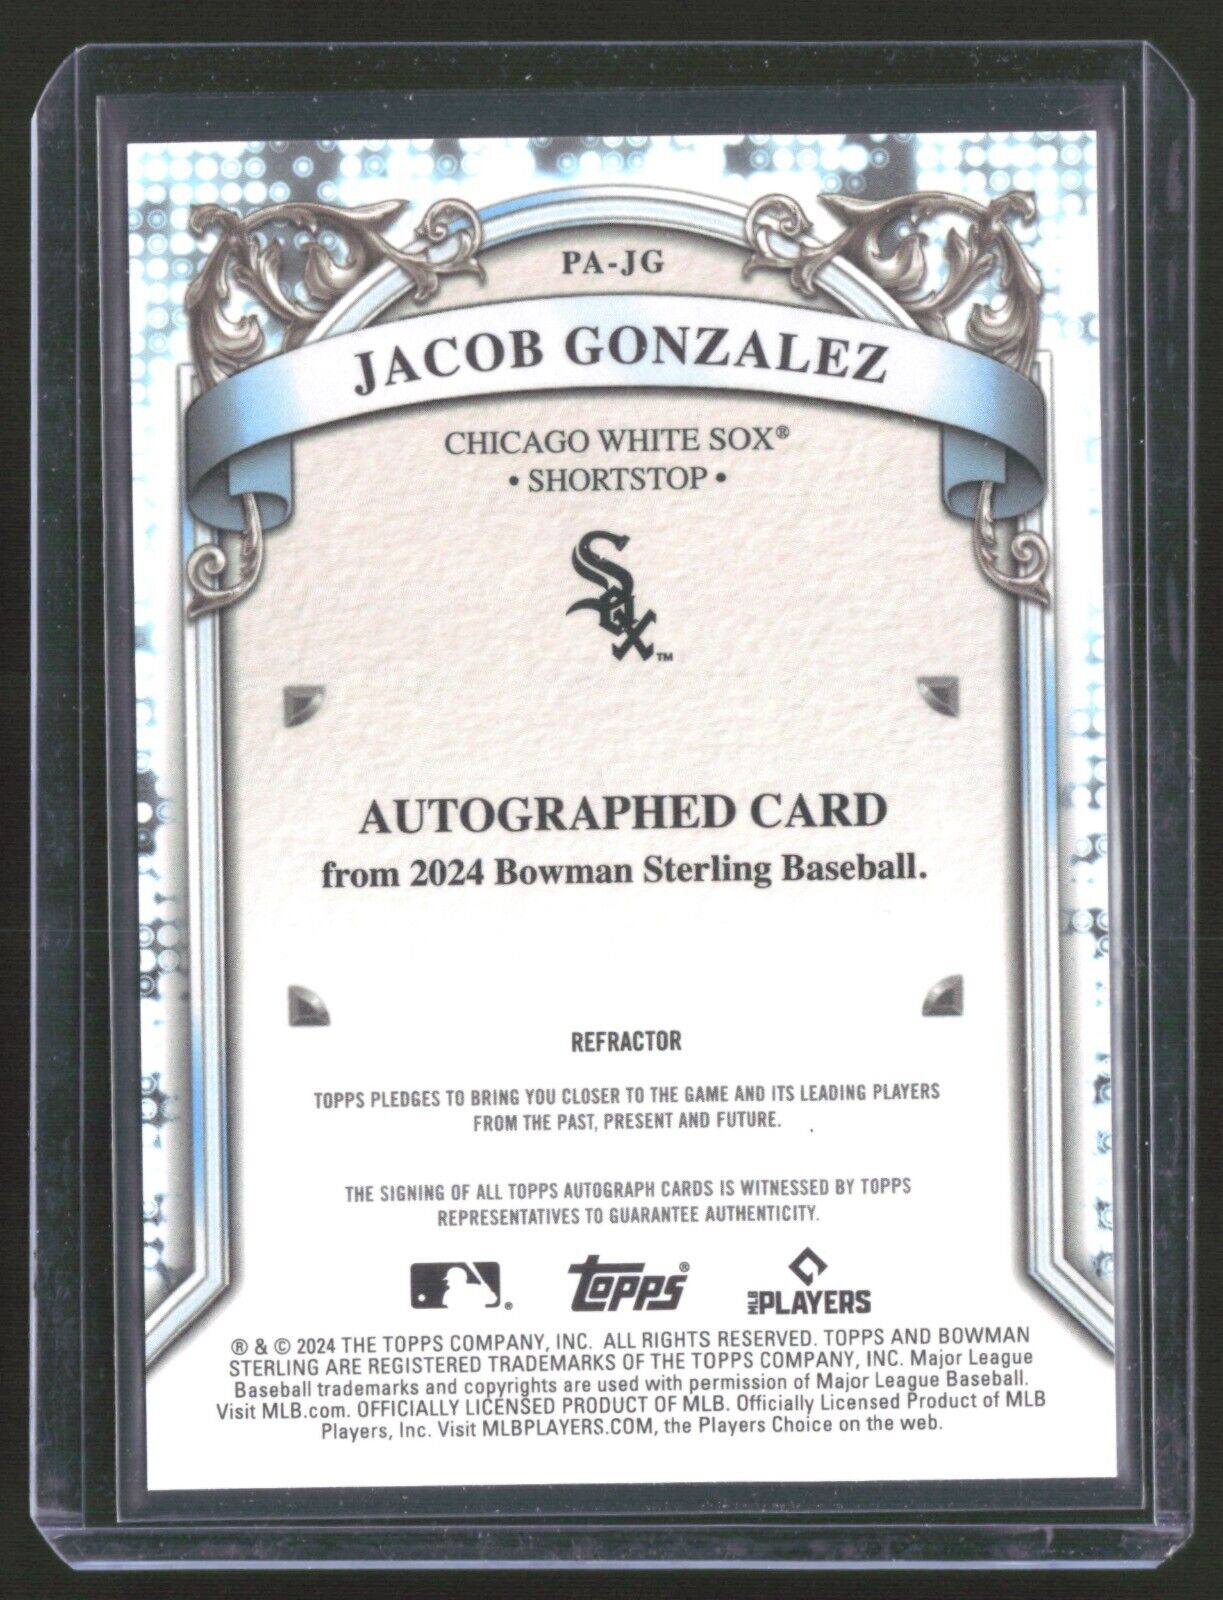 PA-JG
JACOB GONZALEZ
CHICAGO WHITE SOX®
• SHORTSTOP •
Sox™
AUTOGRAPHED CARD
from 2024 Bowman Sterling Baseball.
REFRACTOR
TOPPS PLEDGES TO BRING YOU CLOSER TO THE GAME AND ITS LEADING PLAYERS
FROM THE PAST, PRESENT AND FUTURE.
THE SIGNING OF ALL TOPPS AUTOGRAPH CARDS IS WITNESSED BY TOPPS
REPRESENTATIVES TO GUARANTEE AUTHENTICITY.
® topps® MLB PLAYERS
® & © 2024 THE TOPPS COMPANY, INC. ALL RIGHTS RESERVED. TOPPS AND BOWMAN
STERLING ARE REGISTERED TRADEMARKS OF THE TOPPS COMPANY, INC. Major League
Baseball trademarks and copyrights are used with permission of Major League Baseball.
Visit MLB.com. OFFICIALLY LICENSED PRODUCT OF MLB. Officially Licensed Product of MLB
Players, Inc. Visit MLBPLAYERS.COM, the Players Choice on the web.